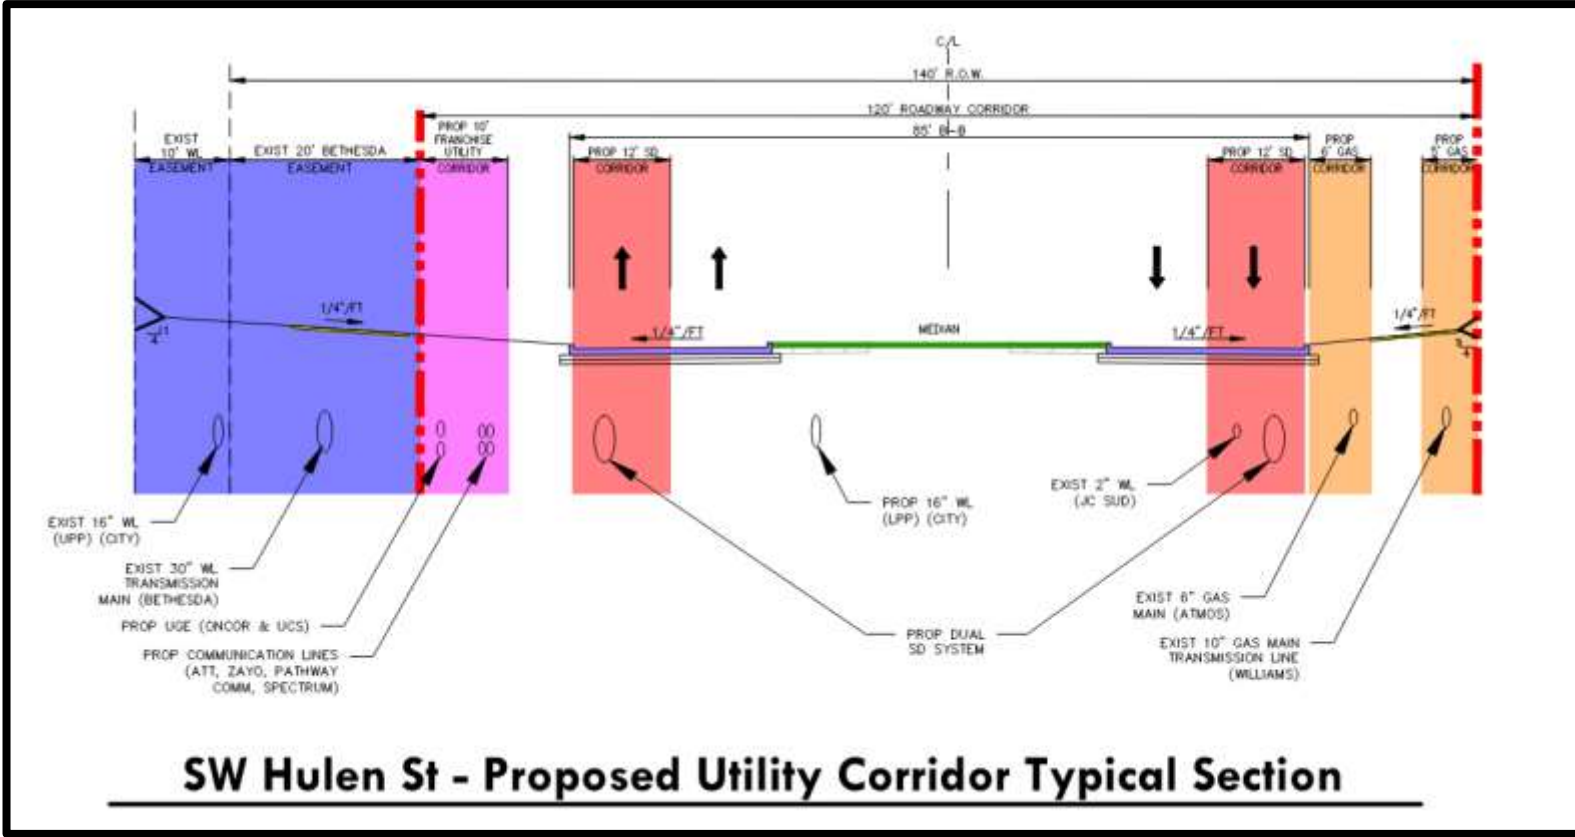 C/L
140' R.O.W.
120' ROADWAY CORRIDOR
85' B-B
EXIST
10' WL
EASEMENT
EXIST 20' BETHESDA
EASEMENT
PROP 10'
FRANCHISE
UTILITY
CORRIDOR
PROP 12' SD
CORRIDOR
PROP 12' SD
CORRIDOR
PROP
6' GAS
CORRIDOR
PROP
5' GAS
CORRIDOR
1/4"/FT
1/4"/FT
MEDIAN
1/4"/FT
1/4"/FT
1
4
4
EXIST 16" WL
(UPP) (CITY)
EXIST 30" WL
TRANSMISSION
MAIN (BETHESDA)
PROP UGE (ONCOR & UCS)
PROP COMMUNICATION LINES
(ATT, ZAYO, PATHWAY
COMM, SPECTRUM)
PROP 16" WL
(LPP) (CITY)
PROP DUAL
SD SYSTEM
EXIST 2" WL
(JC SUD)
EXIST 6" GAS
MAIN (ATMOS)
EXIST 10" GAS MAIN
TRANSMISSION LINE
(WILLIAMS)
SW Hulen St - Proposed Utility Corridor Typical Section